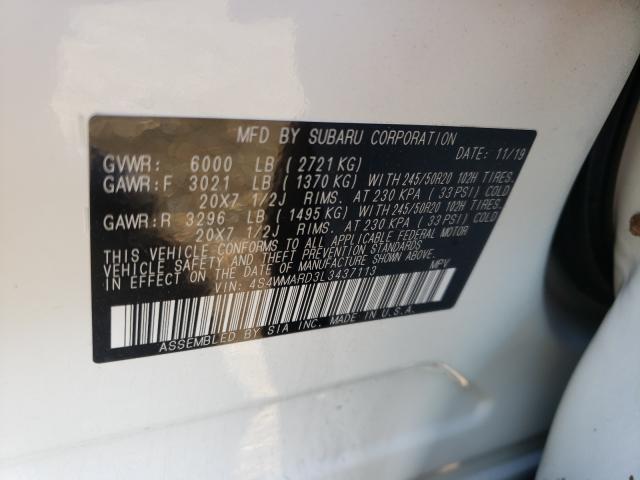 MFD BY SUBARU CORPORATION
DATE: 11/19
GVWR: 6000 LB (2721 KG)
GAWR:F 3021 LB (1370 KG) WITH 245/50R20 102H TIRES.
20X7 1/2J RIMS. AT 230 KPA (33 PSI) COLD
GAWR:R 3296 LB (1495 KG) WITH 245/50R20 102H TIRES.
20X7 1/2J RIMS. AT 230 KPA (33 PSI) COLD
THIS VEHICLE CONFORMS TO ALL APPLICABLE FEDERAL MOTOR
VEHICLE SAFETY AND THEFT PREVENTION STANDARDS
IN EFFECT ON THE DATE OF MANUFACTURE SHOWN ABOVE.
VIN: 4S4WMARD3L3437113 MPV
ASSEMBLED BY SIA INC. MADE IN U.S.A.